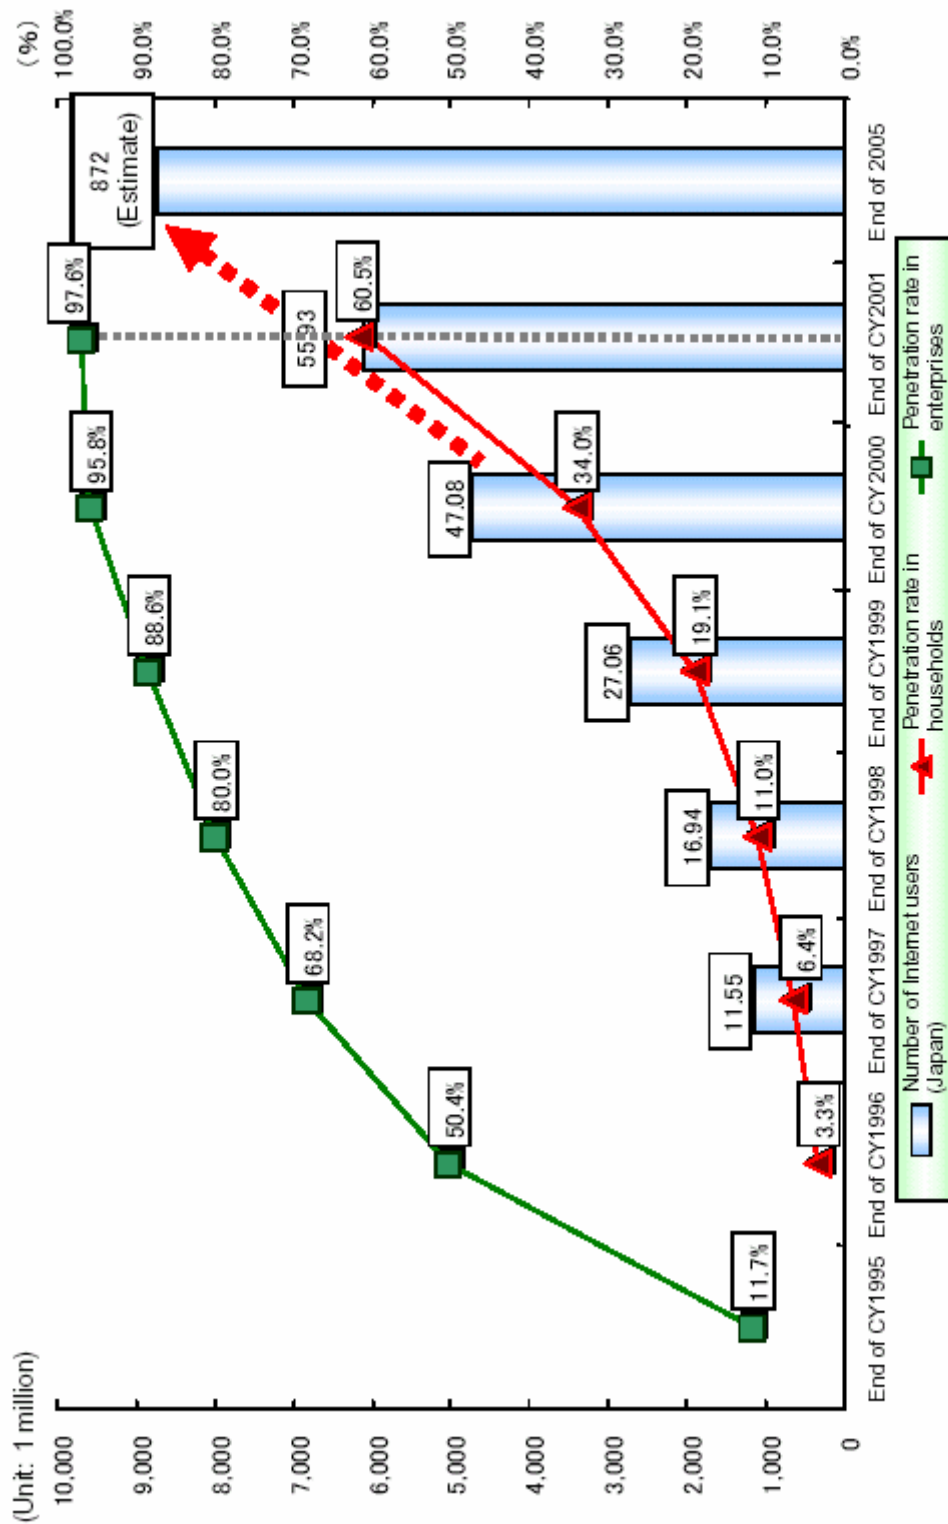 (Unit: 1 million)
(%)
10.000
9.000
8.000
7.000
6.000
5.000
4.000
3.000
2.000
1.000
0
100.0%
90.0%
80.0%
70.0%
60.0%
50.0%
40.0%
30.0%
20.0%
10.0%
0.0%
11.7%
50.4%
68.2%
80.0%
88.6%
95.8%
97.6%
872
(Estimate)
11.55
16.94
27.06
47.08
55.93
3.3%
6.4%
11.0%
19.1%
34.0%
60.5%
End of CY1995
End of CY1996
End of CY1997
End of CY1998
End of CY1999
End of CY2000
End of CY2001
End of 2005
Number of Internet users
(Japan)
Penetration rate in
households
Penetration rate in
enterprises